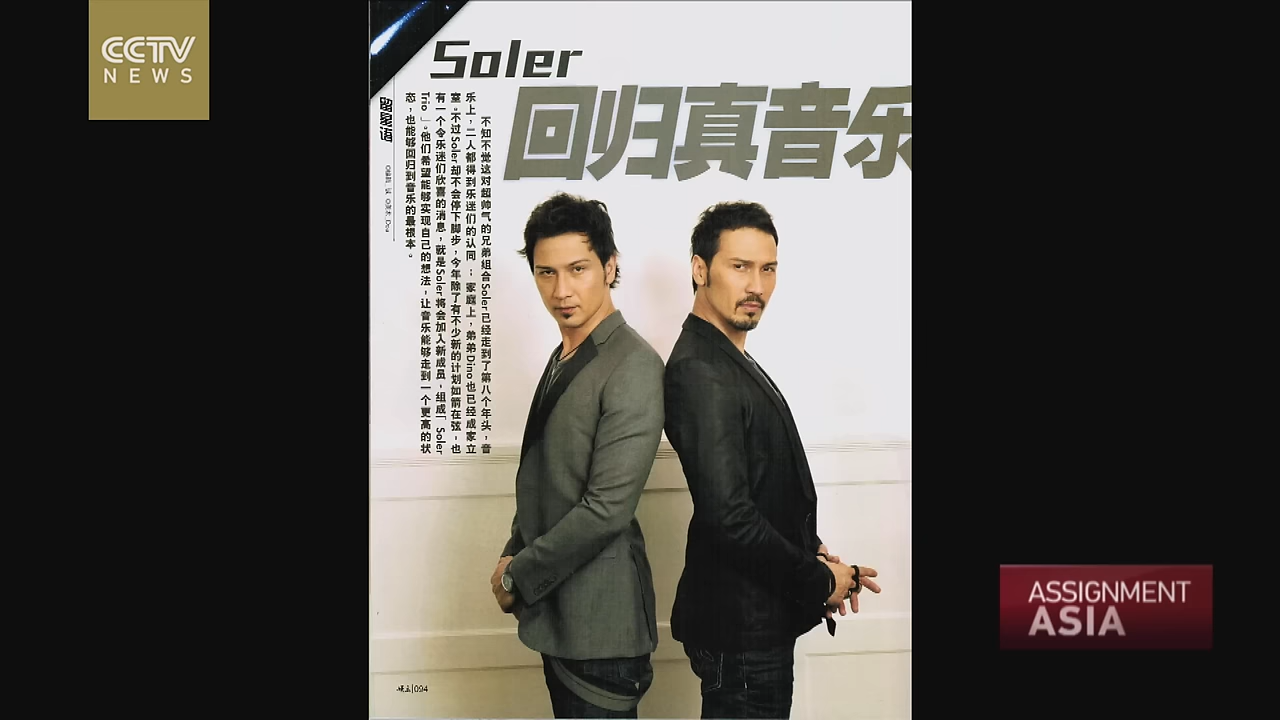 CCTV
NEWS
Soler
回归真音乐
不知不觉这对超帅气的兄弟组合Soler已经走到了第八个年头，音
乐上，二人都得到乐迷们的认同；家庭上，弟弟Dino也已经成家立
室。不过Soler却不会停下脚步，今年除了有不少新的计划如箭在弦，也
有一个令乐迷们欣喜的消息，就是Soler将会加入新成员，组成「Soler
Trio」。他们希望能够实现自己的想法，让音乐能够走到一个更高的状
态，也能够回归到音乐的最根本。
094
ASSIGNMENT
ASIA